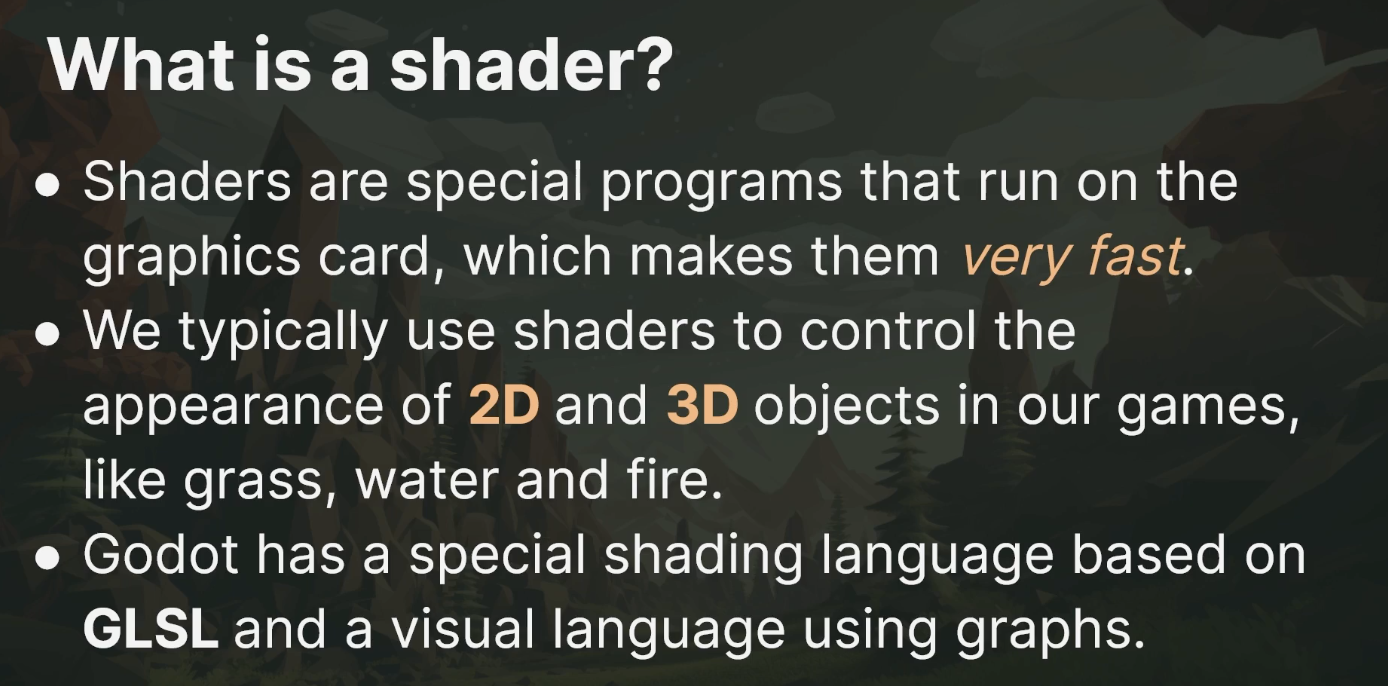 What is a shader?
● Shaders are special programs that run on the
graphics card, which makes them very fast.
● We typically use shaders to control the
appearance of 2D and 3D objects in our games,
like grass, water and fire.
● Godot has a special shading language based on
GLSL and a visual language using graphs.